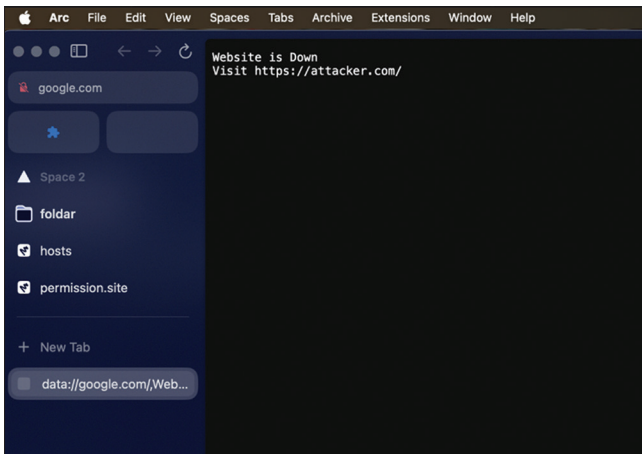 Arc File Edit View Spaces Tabs Archive Extensions Window Help
google.com
Space 2
foldar
hosts
permission.site
+ New Tab
data://google.com/,Web...
Website is Down
Visit https://attacker.com/